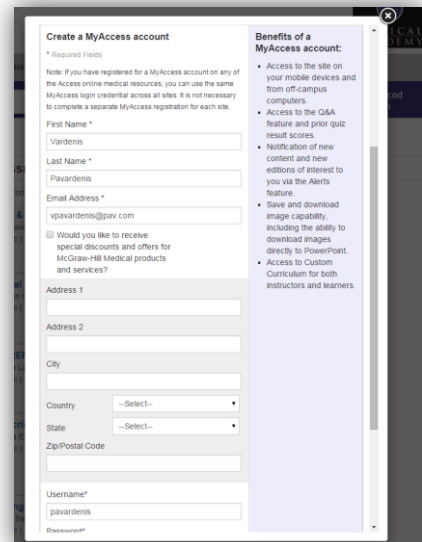 Create a MyAccess account
* Required Fields
Note: If you have registered for a MyAccess account on any of
the Access online medical resources, you can use the same
MyAccess login credential across all sites. It is not necessary
to complete a separate MyAccess registration for each site.
First Name *
Vardenis
Last Name *
Pavardenis
Email Address *
vpavardenis@pav.com
Would you like to receive
special discounts and offers for
McGraw-Hill Medical products
and services?
Address 1
Address 2
City
Country --Select--
State --Select--
Zip/Postal Code
Username*
pavardenis
Password*
Benefits of a
MyAccess account:
• Access to the site on
your mobile devices and
from off-campus
computers.
• Access to the Q&A
feature and prior quiz
result scores.
• Notification of new
content and new
editions of interest to
you via the Alerts
feature.
• Save and download
image capability,
including the ability to
download images
directly to PowerPoint.
• Access to Custom
Curriculum for both
instructors and learners.